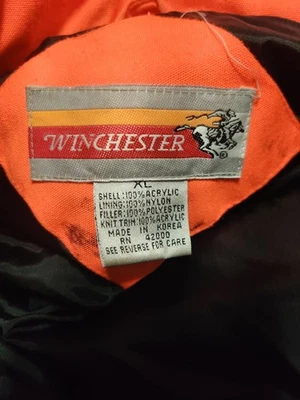 WINCHESTER
XL
SHELL:100%ACRYLIC
LINING:100%NYLON
FILLER:100%POLYESTER
KNIT TRIM:100%ACRYLIC
MADE IN KOREA
RN 42000
SEE REVERSE FOR CARE